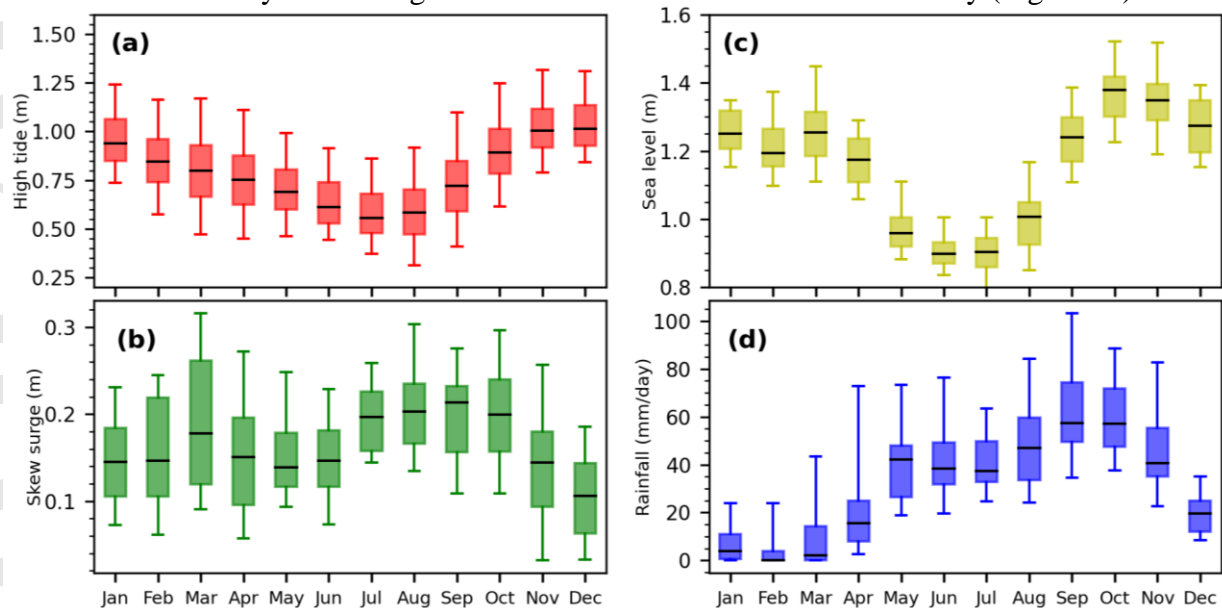 (a)
High tide (m)
1.50
1.25
1.00
0.75
0.50
0.25
(c)
Sea level (m)
1.6
1.4
1.2
1.0
0.8
(b)
Skew surge (m)
0.3
0.2
0.1
Jan Feb Mar Apr May Jun Jul Aug Sep Oct Nov Dec
(d)
Rainfall (mm/day)
100
80
60
40
20
0
Jan Feb Mar Apr May Jun Jul Aug Sep Oct Nov Dec